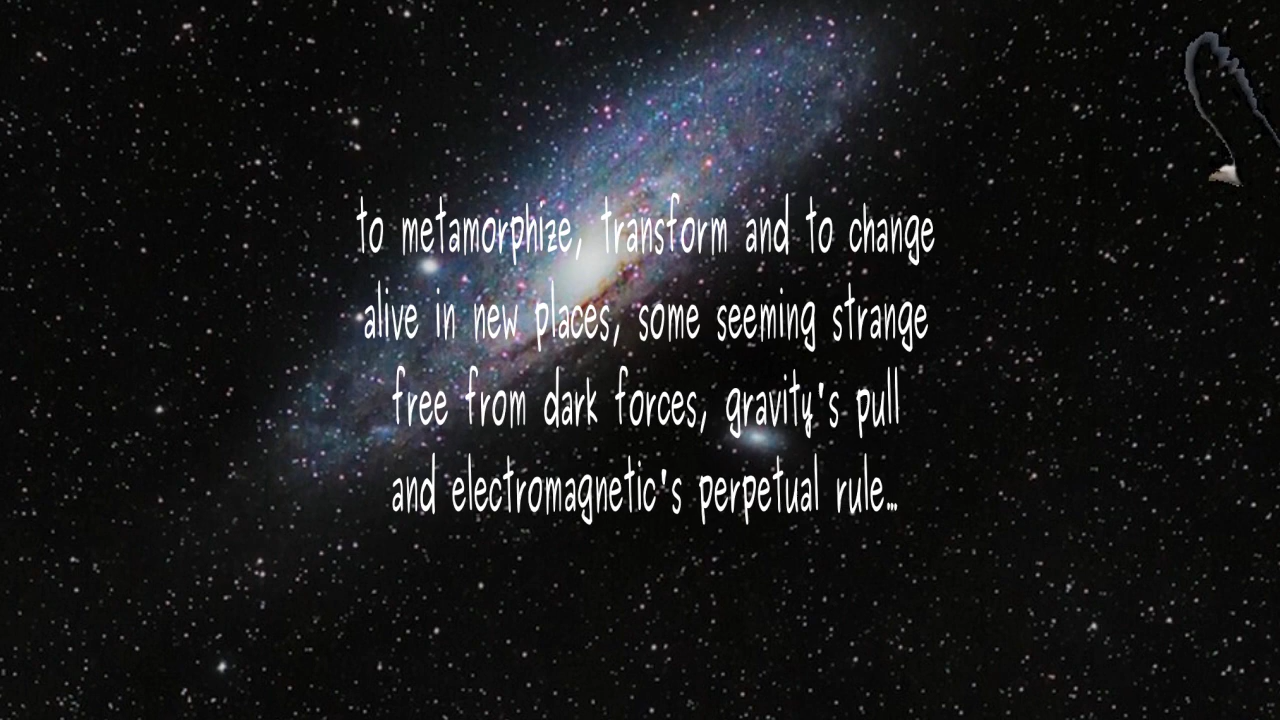 to metamorphize, transform and to change
alive in new places, some seeming strange
free from dark forces, gravity's pull
and electromagnetic's perpetual rule...